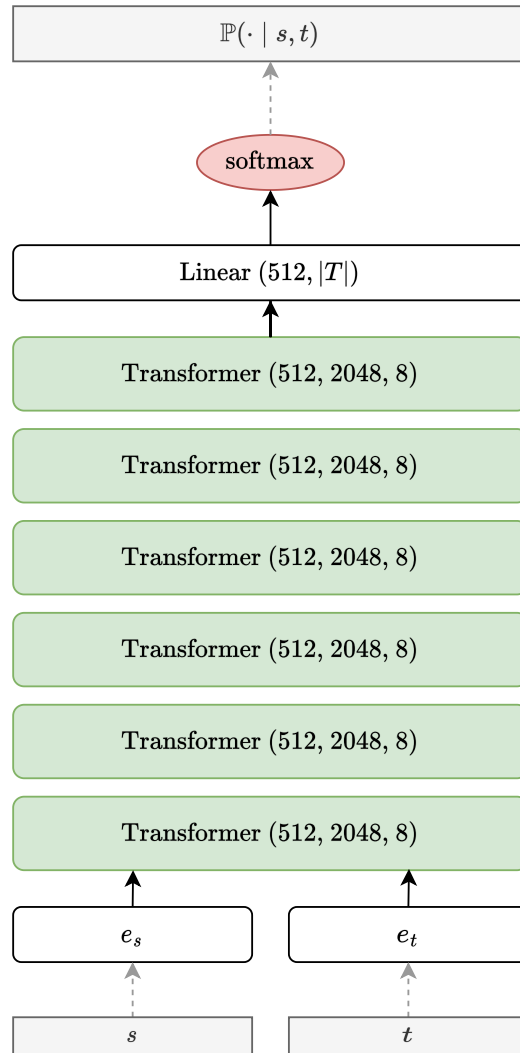 ℙ(· | s, t)
softmax
Linear (512, |T|)
Transformer (512, 2048, 8)
Transformer (512, 2048, 8)
Transformer (512, 2048, 8)
Transformer (512, 2048, 8)
Transformer (512, 2048, 8)
Transformer (512, 2048, 8)
e_s e_t
s t